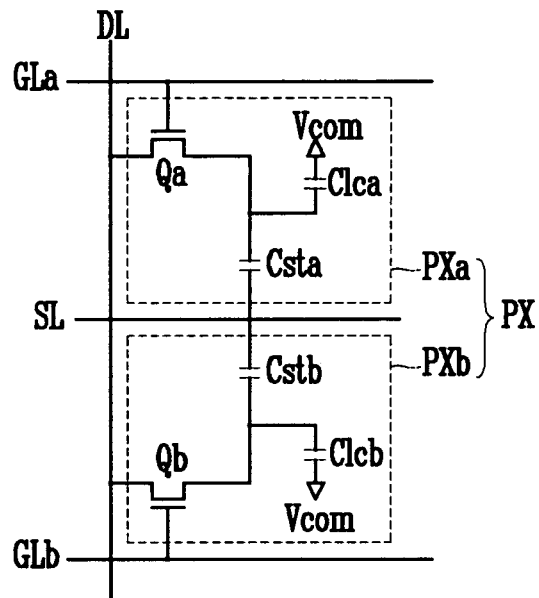 DL
GLa
Vcom
Qa
Clca
Csta
PXa
SL
PX
Cstb
PXb
Qb
Clcb
Vcom
GLb